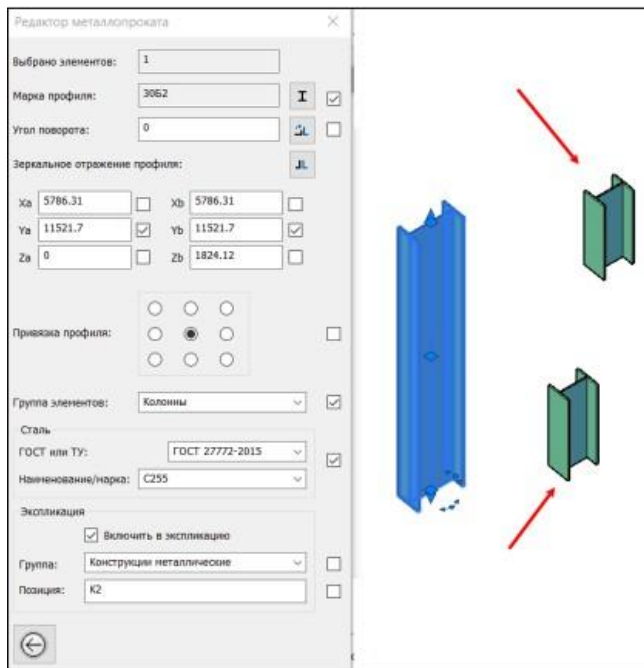 Редактор металлопроката
Выбрано элементов: 1
Марка профиля: 30Б2
Угол поворота: 0
Зеркальное отражение профиля:
Xa 5786.31 Xb 5786.31
Ya 11521.7 Yb 11521.7
Za 0 Zb 1824.12
Привязка профиля:
Группа элементов: Колонны
Сталь
ГОСТ или ТУ: ГОСТ 27772-2015
Наименование/марка: С255
Экспликация
Включить в экспликацию
Группа: Конструкции металлические
Позиция: К2